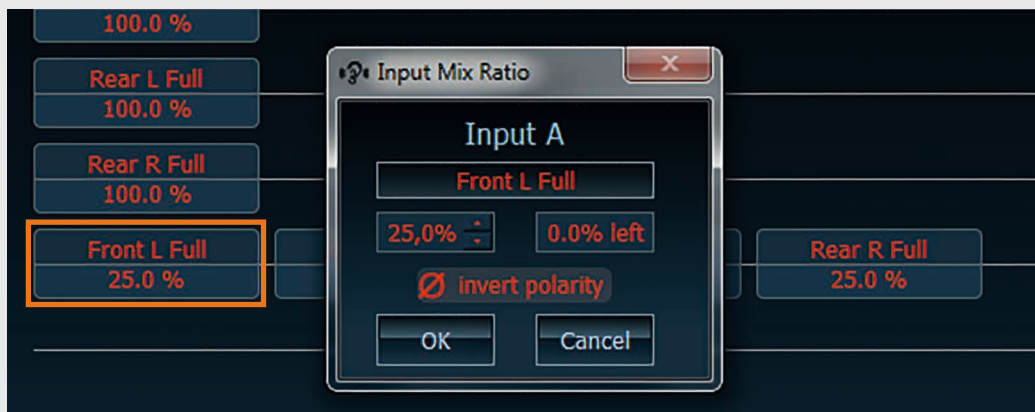 100.0 %
Rear L Full
100.0 %
Rear R Full
100.0 %
Front L Full
25.0 %
Input Mix Ratio
x
Input A
Front L Full
25,0%
0.0% left
Ø invert polarity
OK
Cancel
Rear R Full
25.0 %